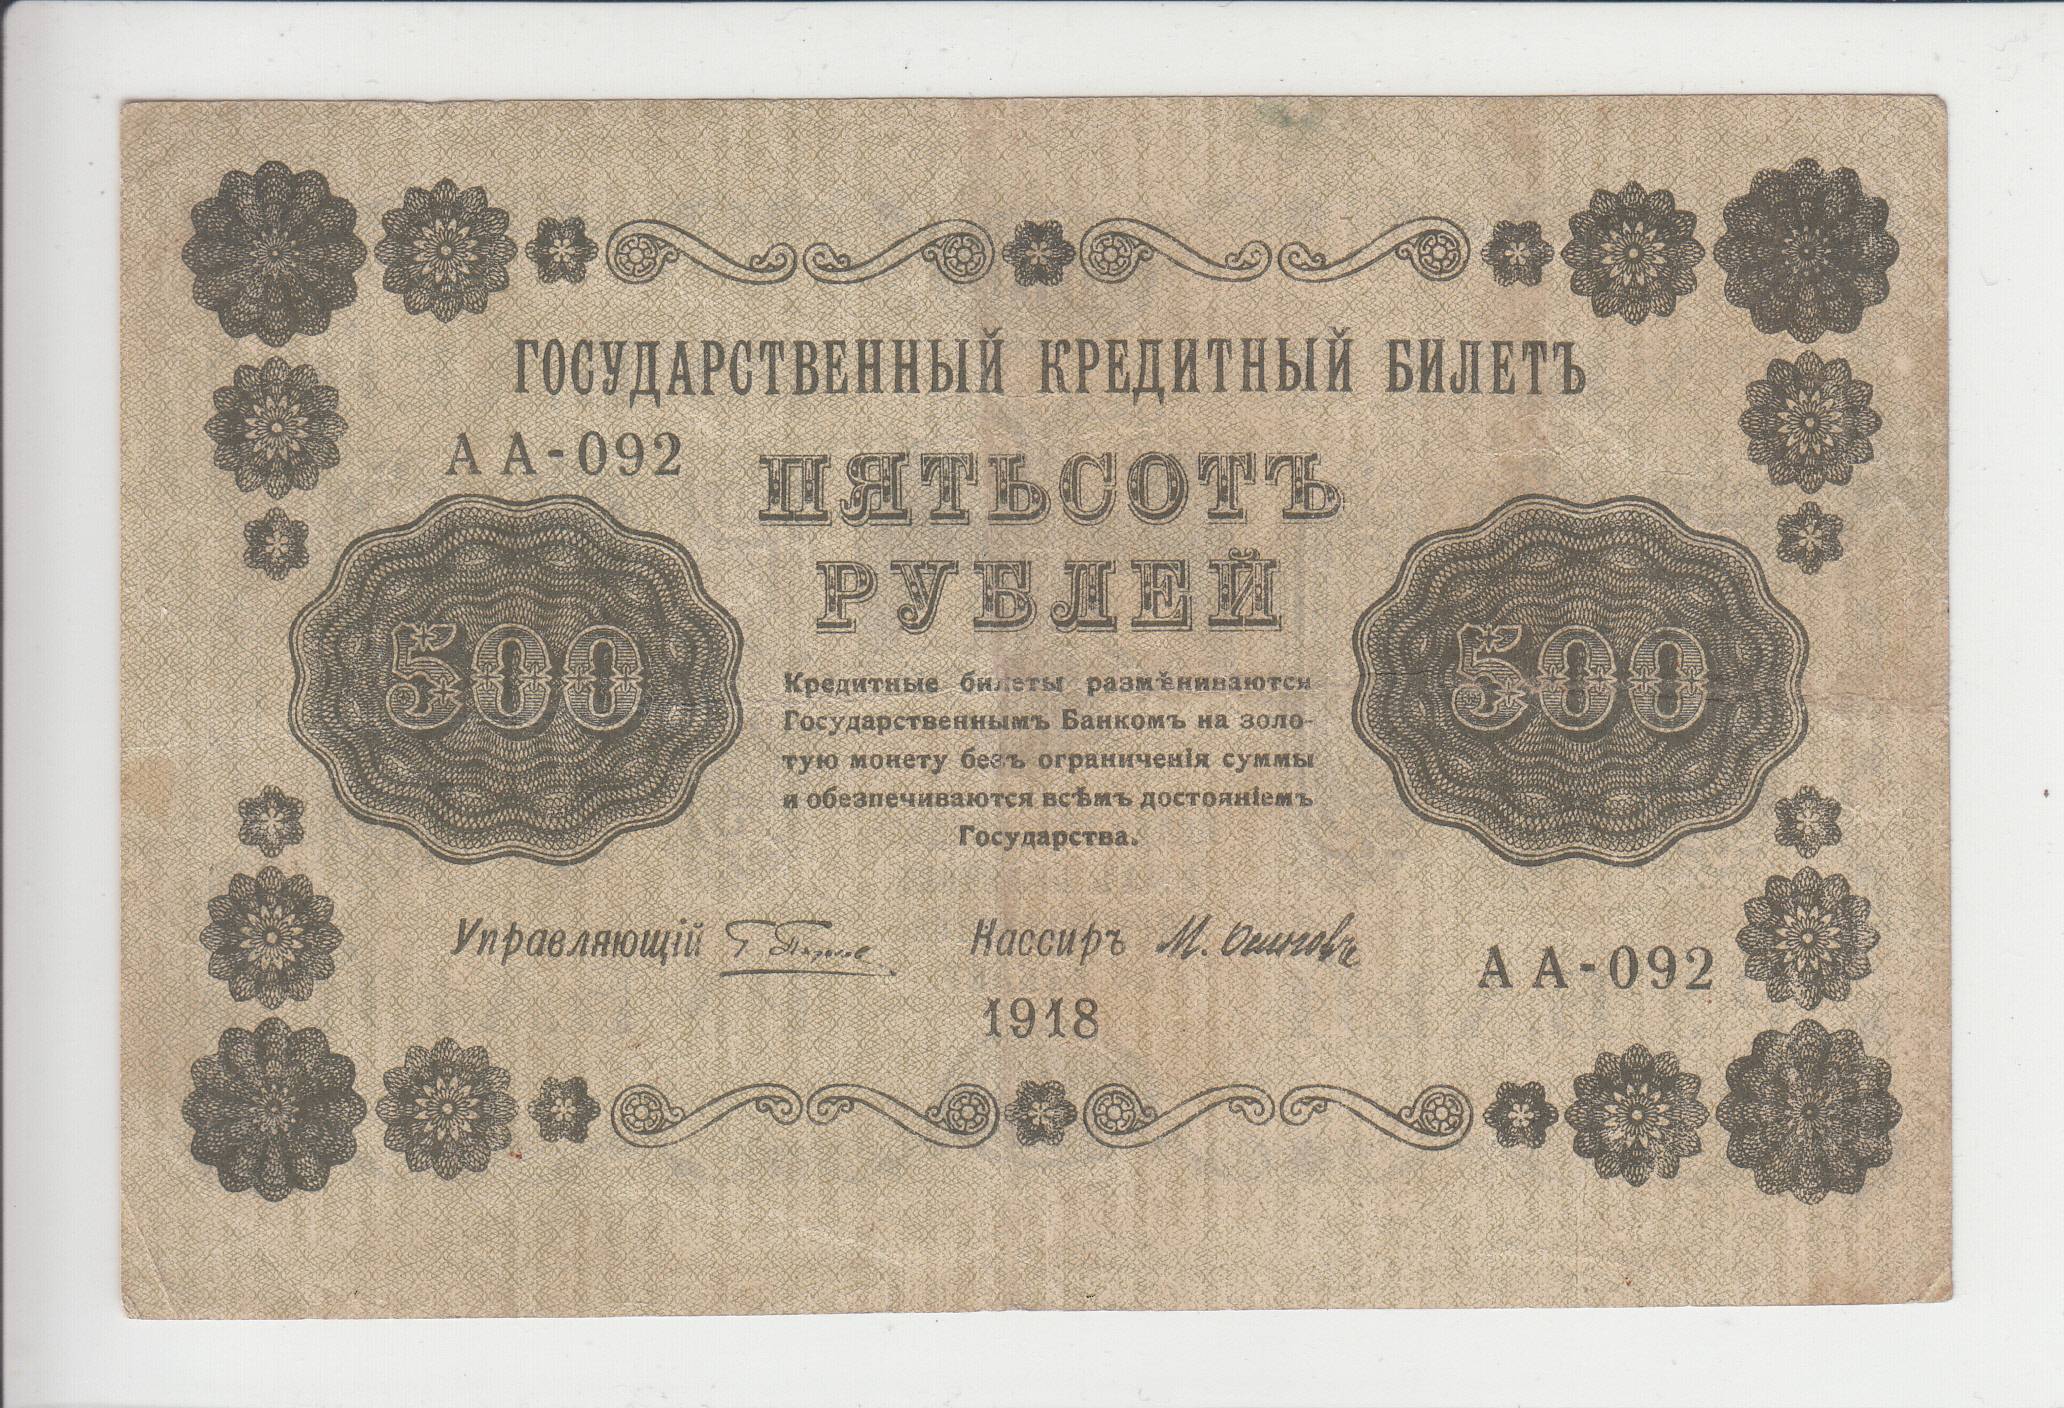 ГОСУДАРСТВЕННЫЙ КРЕДИТНЫЙ БИЛЕТЪ
АА-092
ПЯТЬСОТЪ
РУБЛЕЙ
500
500
Кредитные билеты размѣниваются
Государственнымъ Банкомъ на золо-
тую монету безъ ограниченія суммы
и обезпечиваются всѣмъ достояніемъ
Государства.
Управляющій Кассиръ М. Осиповъ
АА-092
1918